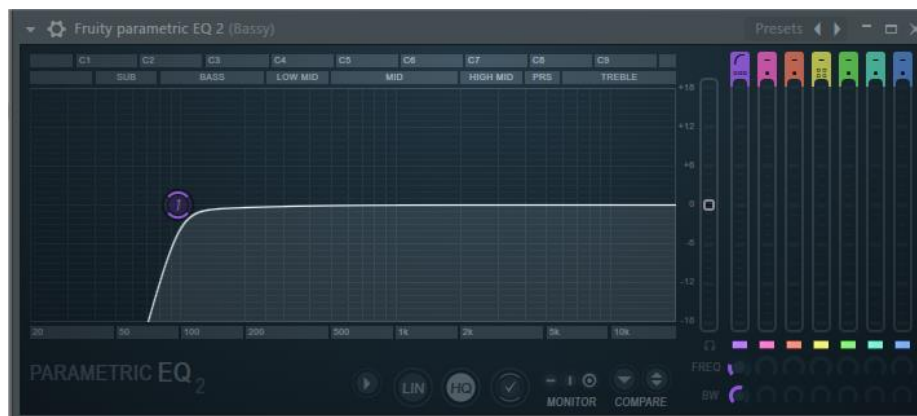 Fruity parametric EQ 2 (Bassy) Presets
C1 C2 C3 C4 C5 C6 C7 C8 C9
SUB BASS LOW MID MID HIGH MID PRS TREBLE
+18
+12
+6
1
0
-6
-12
-18
20 50 100 200 500 1k 2k 5k 10k
FREQ
PARAMETRIC EQ 2
LIN HQ
BW
MONITOR COMPARE